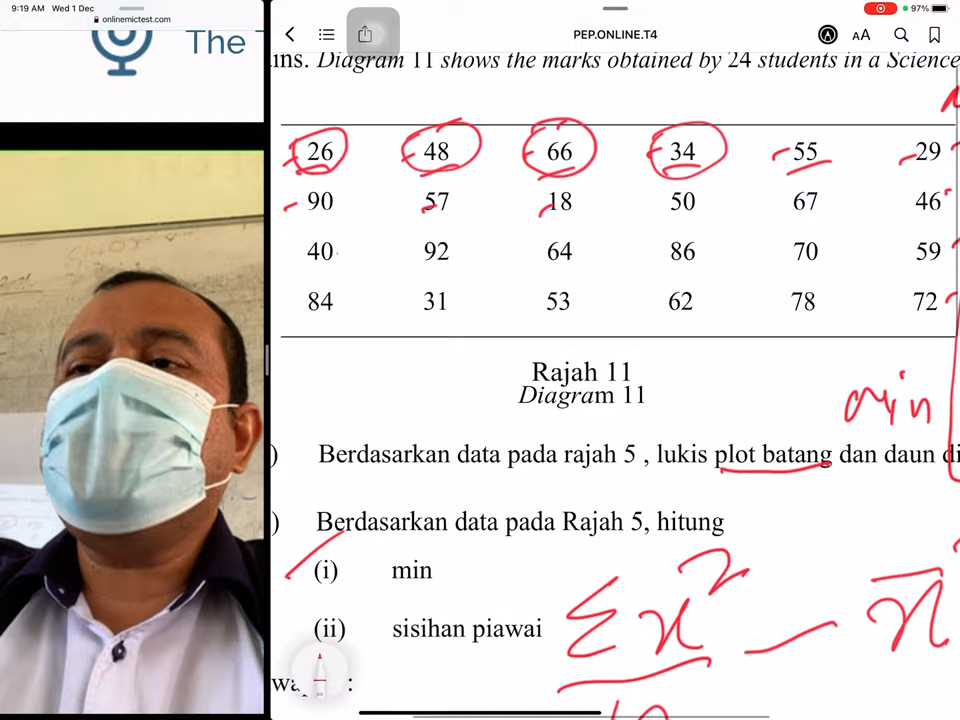 9:19 AM Wed 1 Dec
onlinemictest.com
97%
The
PEP.ONLINE.T4
AA
ins. Diagram 11 shows the marks obtained by 24 students in a Science
26 48 66 34 55 29
90 57 18 50 67 46
40 92 64 86 70 59
84 31 53 62 78 72
Rajah 11
Diagram 11
min
) Berdasarkan data pada rajah 5 , lukis plot batang dan daun di
) Berdasarkan data pada Rajah 5, hitung
(i) min
(ii) sisihan piawai
Σx² − x̄
: